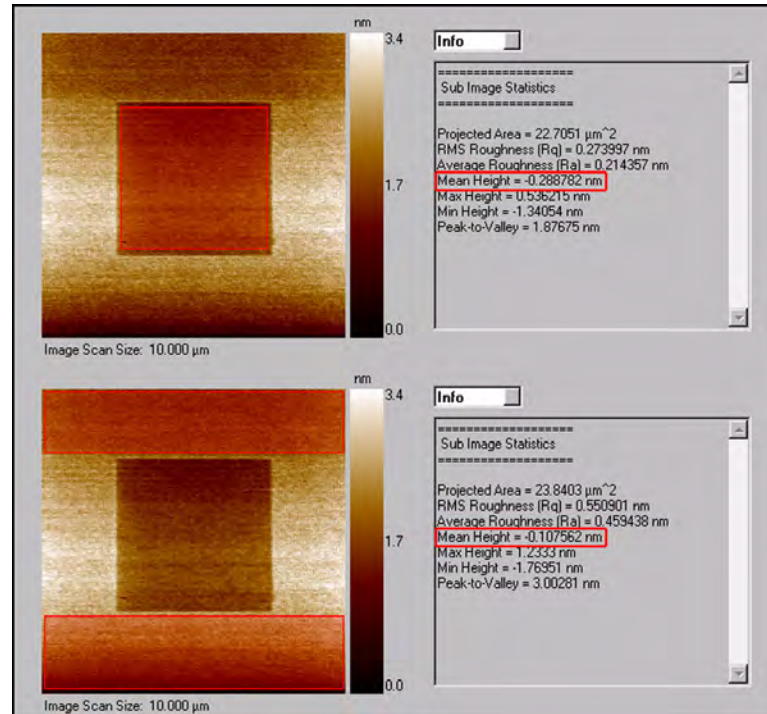 nm
3.4
1.7
0.0
Image Scan Size: 10.000 µm
Info
===================
Sub Image Statistics
===================
Projected Area = 22.7051 µm^2
RMS Roughness (Rq) = 0.273997 nm
Average Roughness (Ra) = 0.214357 nm
Mean Height = -0.288782 nm
Max Height = 0.536215 nm
Min Height = -1.34054 nm
Peak-to-Valley = 1.87675 nm
nm
3.4
1.7
0.0
Image Scan Size: 10.000 µm
Info
===================
Sub Image Statistics
===================
Projected Area = 23.8403 µm^2
RMS Roughness (Rq) = 0.550901 nm
Average Roughness (Ra) = 0.459438 nm
Mean Height = -0.107562 nm
Max Height = 1.2333 nm
Min Height = -1.76951 nm
Peak-to-Valley = 3.00281 nm